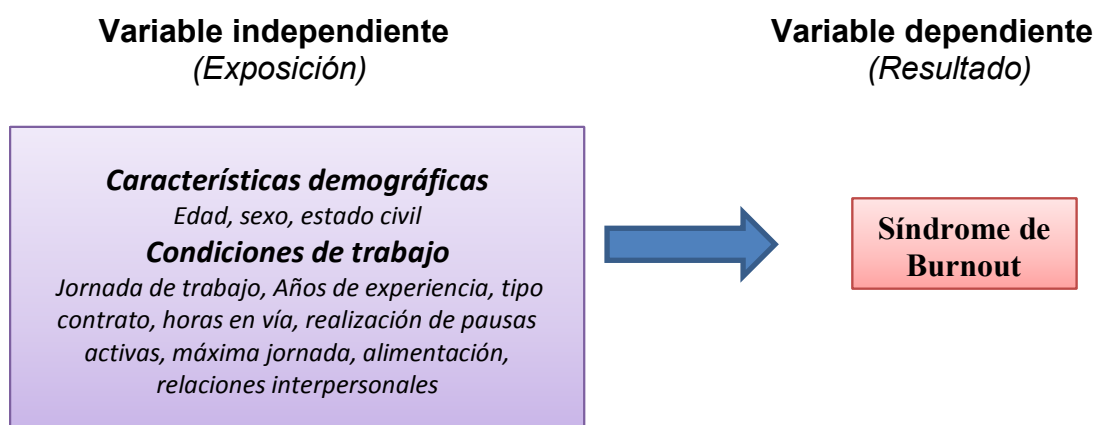 Variable independiente
(Exposición)
Variable dependiente
(Resultado)
Características demográficas
Edad, sexo, estado civil
Condiciones de trabajo
Jornada de trabajo, Años de experiencia, tipo
contrato, horas en vía, realización de pausas
activas, máxima jornada, alimentación,
relaciones interpersonales
Síndrome de
Burnout